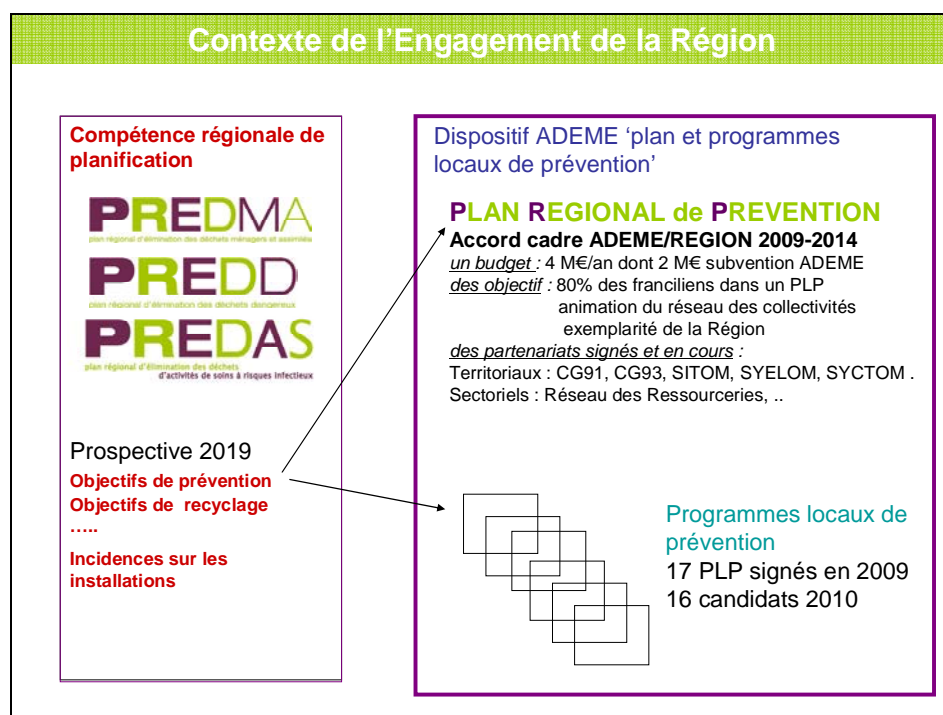 Contexte de l'Engagement de la Région
Compétence régionale de
planification
PREDMA
plan régional d'élimination des déchets ménagers et assimilés
PREDD
plan régional d'élimination des déchets dangereux
PREDAS
plan régional d'élimination des déchets
d'activités de soins à risques infectieux
Prospective 2019
Objectifs de prévention
Objectifs de recyclage
.....
Incidences sur les
installations
Dispositif ADEME 'plan et programmes
locaux de prévention'
PLAN REGIONAL de PREVENTION
Accord cadre ADEME/REGION 2009-2014
un budget : 4 M€/an dont 2 M€ subvention ADEME
des objectif : 80% des franciliens dans un PLP
animation du réseau des collectivités
exemplarité de la Région
des partenariats signés et en cours :
Territoriaux : CG91, CG93, SITOM, SYELOM, SYCTOM .
Sectoriels : Réseau des Ressourceries, ..
Programmes locaux de
prévention
17 PLP signés en 2009
16 candidats 2010